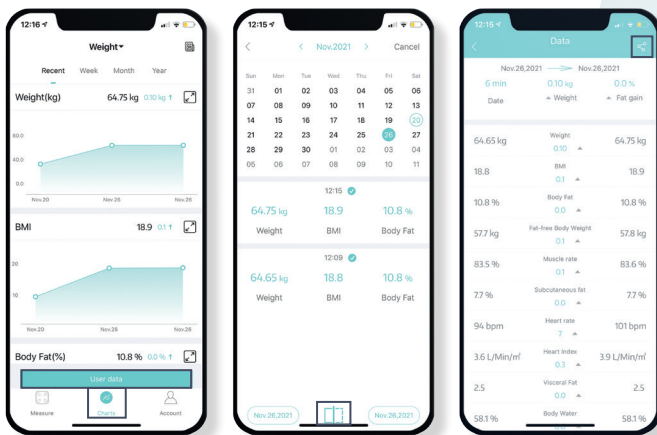 12:16
Weight
Recent Week Month Year
Weight(kg) 64.75 kg 0.10 kg ↑
80.0
40.0
0.0
Nov.20 Nov.26 Nov.26
BMI 18.9 0.1 ↑
20
10
Nov.20 Nov.26 Nov.26
Body Fat(%) 10.8 % 0.0 % ↑
User data
Measure Charts Account
12:15
< < Nov.2021 > Cancel
Sun Mon Tue Wed Thu Fri Sat
31 01 02 03 04 05 06
07 08 09 10 11 12 13
14 15 16 17 18 19 20
21 22 23 24 25 26 27
28 29 30 01 02 03 04
05 06 07 08 09 10 11
12:15
64.75 kg 18.9 10.8 %
Weight BMI Body Fat
12:09
64.65 kg 18.8 10.8 %
Weight BMI Body Fat
Nov.26,2021 Nov.26,2021
12:15
Data
Nov.26,2021 Nov.26,2021
6 min 0.10 kg 0.0 %
Date Weight Fat gain
64.65 kg Weight 64.75 kg
0.10
18.8 BMI 18.9
0.1
10.8 % Body Fat 10.8 %
0.0
57.7 kg Fat-free Body Weight 57.8 kg
0.1
83.5 % Muscle rate 83.6 %
0.1
7.7 % Subcutaneous fat 7.7 %
0.0
94 bpm Heart rate 101 bpm
7
3.6 L/Min/㎡ Heart Index 3.9 L/Min/㎡
0.3
2.5 Visceral Fat 2.5
0.0
58.1 % Body Water 58.1 %
0.0